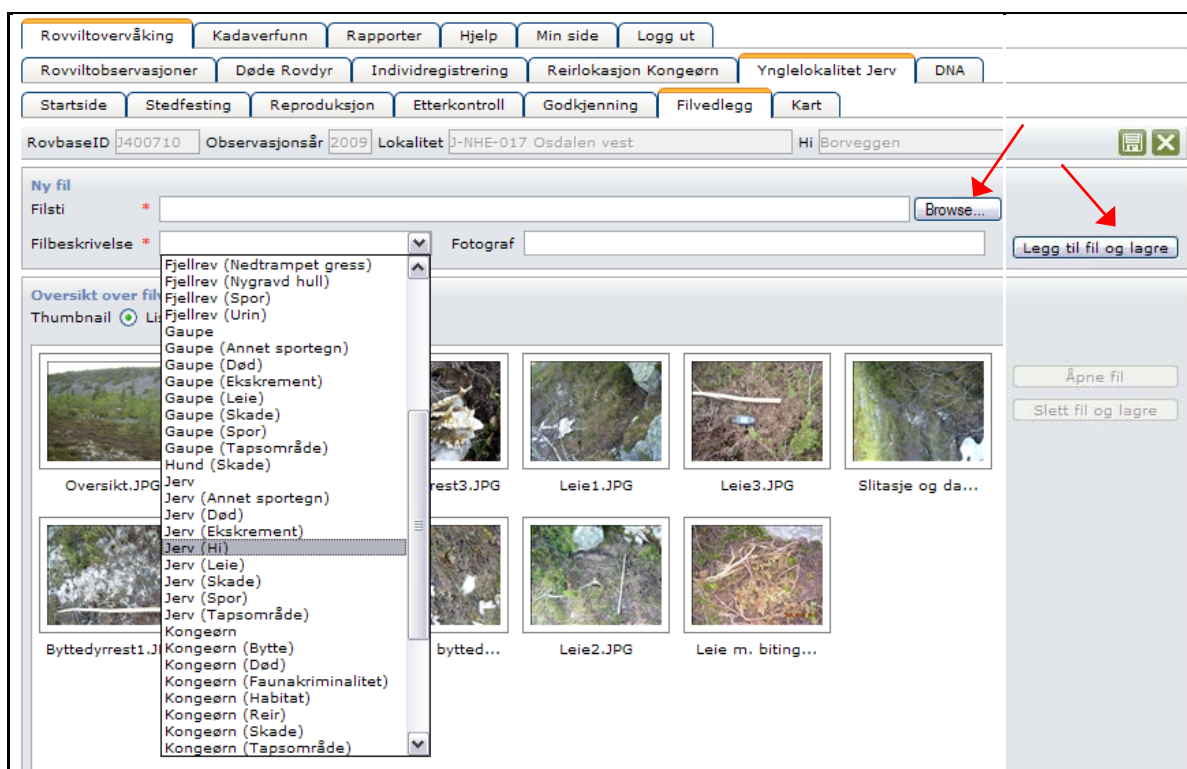 Rovviltovervåking Kadaverfunn Rapporter Hjelp Min side Logg ut
Rovviltobservasjoner Døde Rovdyr Individregistrering Reirlokasjon Kongeørn Ynglelokalitet Jerv DNA
Startside Stedfesting Reproduksjon Etterkontroll Godkjenning Filvedlegg Kart
RovbaseID J400710 Observasjonsår 2009 Lokalitet J-NHE-017 Osdalen vest Hi Borveggen
Ny fil
Filsti * Browse...
Filbeskrivelse * Fotograf Legg til fil og lagre
Fjellrev (Nedtrampet gress)
Fjellrev (Nygravd hull)
Fjellrev (Spor)
Fjellrev (Urin)
Gaupe
Gaupe (Annet sportegn)
Gaupe (Død)
Gaupe (Ekskrement)
Gaupe (Leie)
Gaupe (Skade)
Gaupe (Spor)
Gaupe (Tapsområde)
Hund (Skade)
Jerv
Jerv (Annet sportegn)
Jerv (Død)
Jerv (Ekskrement)
Jerv (Hi)
Jerv (Leie)
Jerv (Skade)
Jerv (Spor)
Jerv (Tapsområde)
Kongeørn
Kongeørn (Bytte)
Kongeørn (Død)
Kongeørn (Faunakriminalitet)
Kongeørn (Habitat)
Kongeørn (Reir)
Kongeørn (Skade)
Kongeørn (Tapsområde)
Oversikt over filv
Thumbnail Lis
Åpne fil
Slett fil og lagre
Oversikt.JPG rest3.JPG Leie1.JPG Leie3.JPG Slitasje og da...
Byttedyrrest1.JP bytted... Leie2.JPG Leie m. biting...